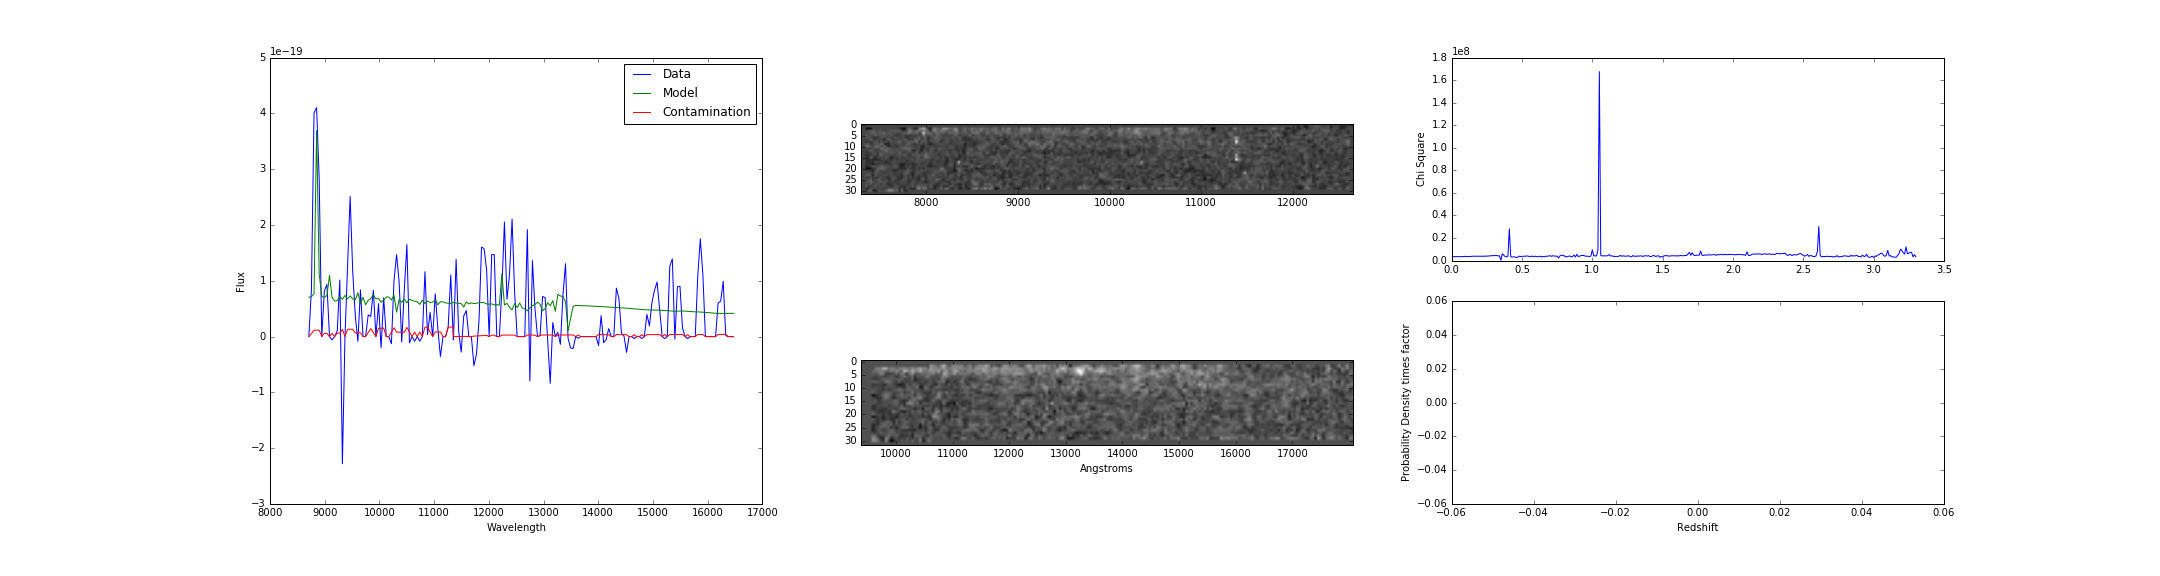 1e−19
5
4
3
2
1
0
−1
−2
−3
Flux
8000 9000 10000 11000 12000 13000 14000 15000 16000 17000
Wavelength
Data
Model
Contamination
0
5
10
15
20
25
30
8000 9000 10000 11000 12000
0
5
10
15
20
25
30
10000 11000 12000 13000 14000 15000 16000 17000
Angstroms
1e8
1.8
1.6
1.4
1.2
1.0
0.8
0.6
0.4
0.2
0.0
Chi Square
0.0 0.5 1.0 1.5 2.0 2.5 3.0 3.5
0.06
0.04
0.02
0.00
−0.02
−0.04
−0.06
Probability Density times factor
−0.06 −0.04 −0.02 0.00 0.02 0.04 0.06
Redshift